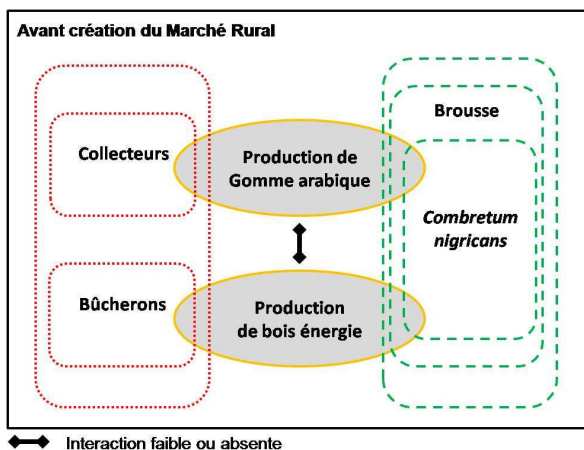 Avant création du Marché Rural
Brousse
Collecteurs
Production de
Gomme arabique
Combretum
nigricans
Bûcherons
Production
de bois énergie
Interaction faible ou absente